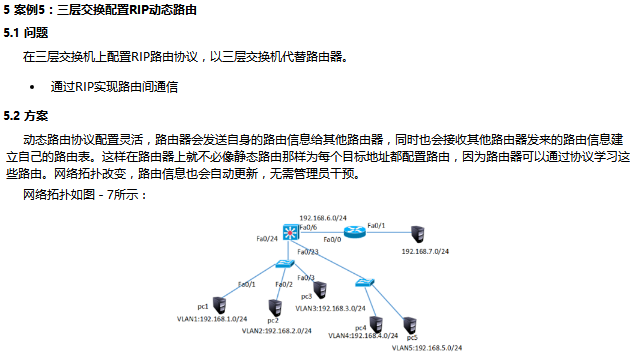 5 案例5：三层交换配置RIP动态路由
5.1 问题
在三层交换机上配置RIP路由协议，以三层交换机代替路由器。
• 通过RIP实现路由间通信
5.2 方案
动态路由协议配置灵活，路由器会发送自身的路由信息给其他路由器，同时也会接收其他路由器发来的路由信息建
立自己的路由表。这样在路由器上就不必像静态路由那样为每个目标地址都配置路由，因为路由器可以通过协议学习这
些路由。网络拓扑改变，路由信息也会自动更新，无需管理员干预。
网络拓扑如图－7所示：
192.168.6.0/24
Fa0/6
Fa0/1
Fa0/24
Fa0/0
Fa0/23
192.168.7.0/24
Fa0/1
Fa0/2
Fa0/3
pc1
pc3
VLAN3:192.168.3.0/24
VLAN1:192.168.1.0/24
pc2
VLAN2:192.168.2.0/24
pc4
VLAN4:192.168.4.0/24
pc5
VLAN5:192.168.5.0/24